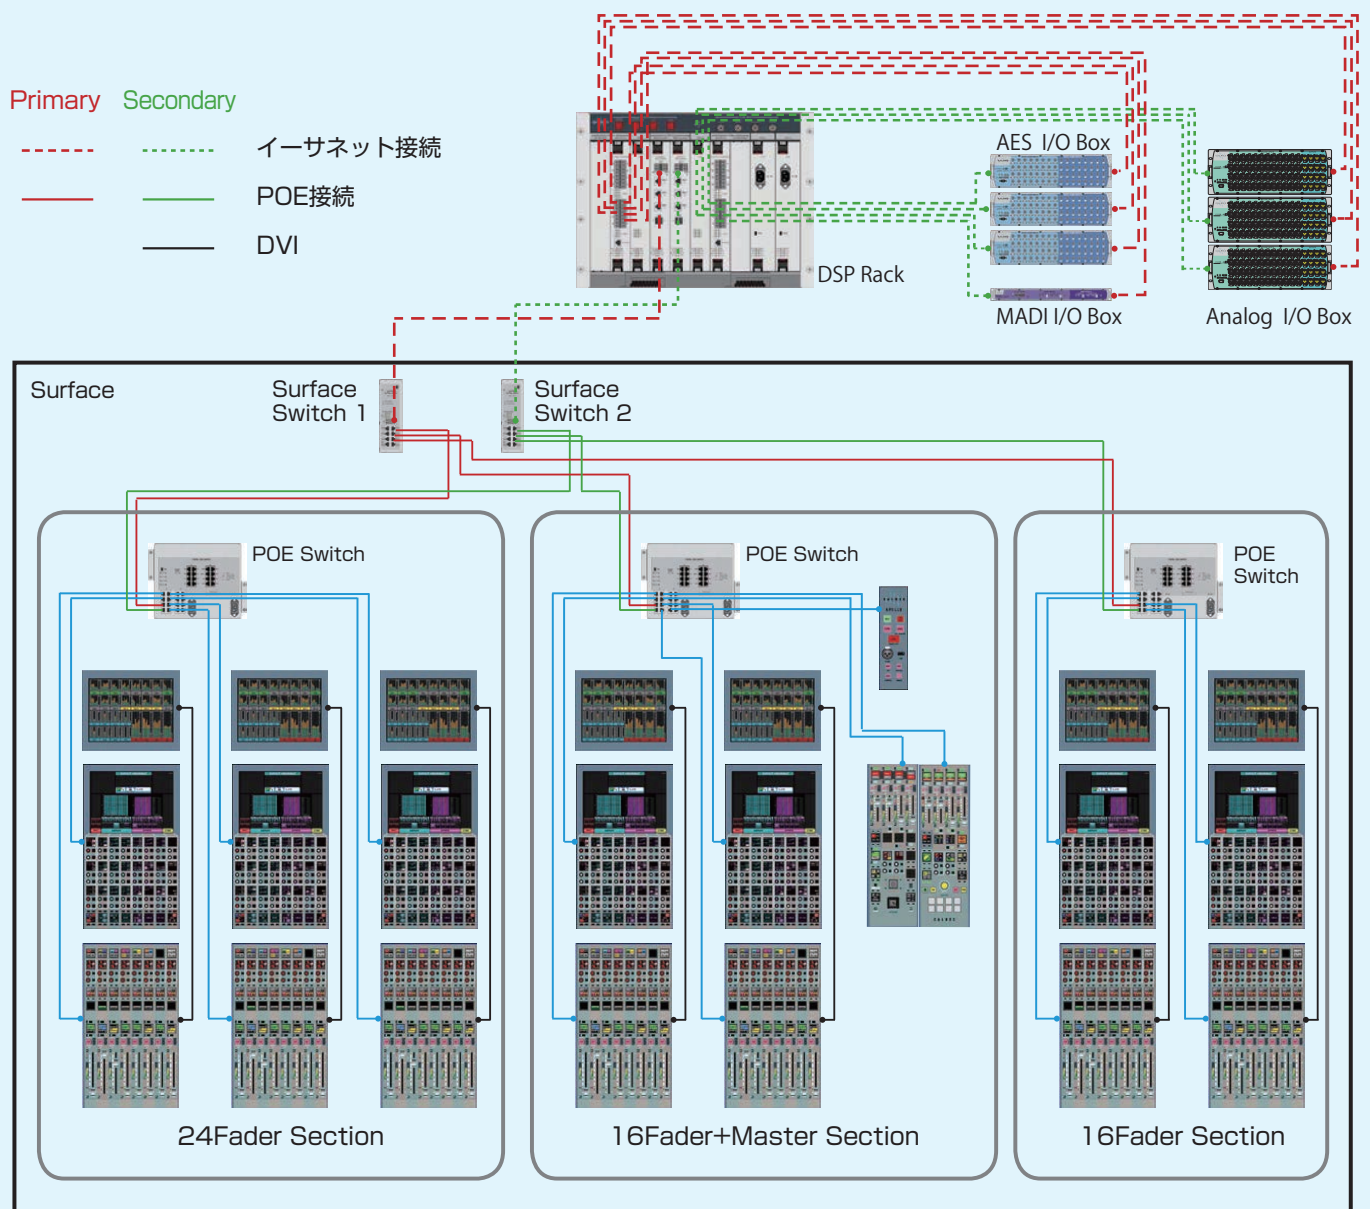 Primary Secondary
イーサネット接続
POE接続
DVI
DSP Rack
AES I/O Box
MADI I/O Box
Analog I/O Box
Surface
Surface
Switch 1
Surface
Switch 2
POE Switch
POE Switch
POE
Switch
24Fader Section
16Fader+Master Section
16Fader Section